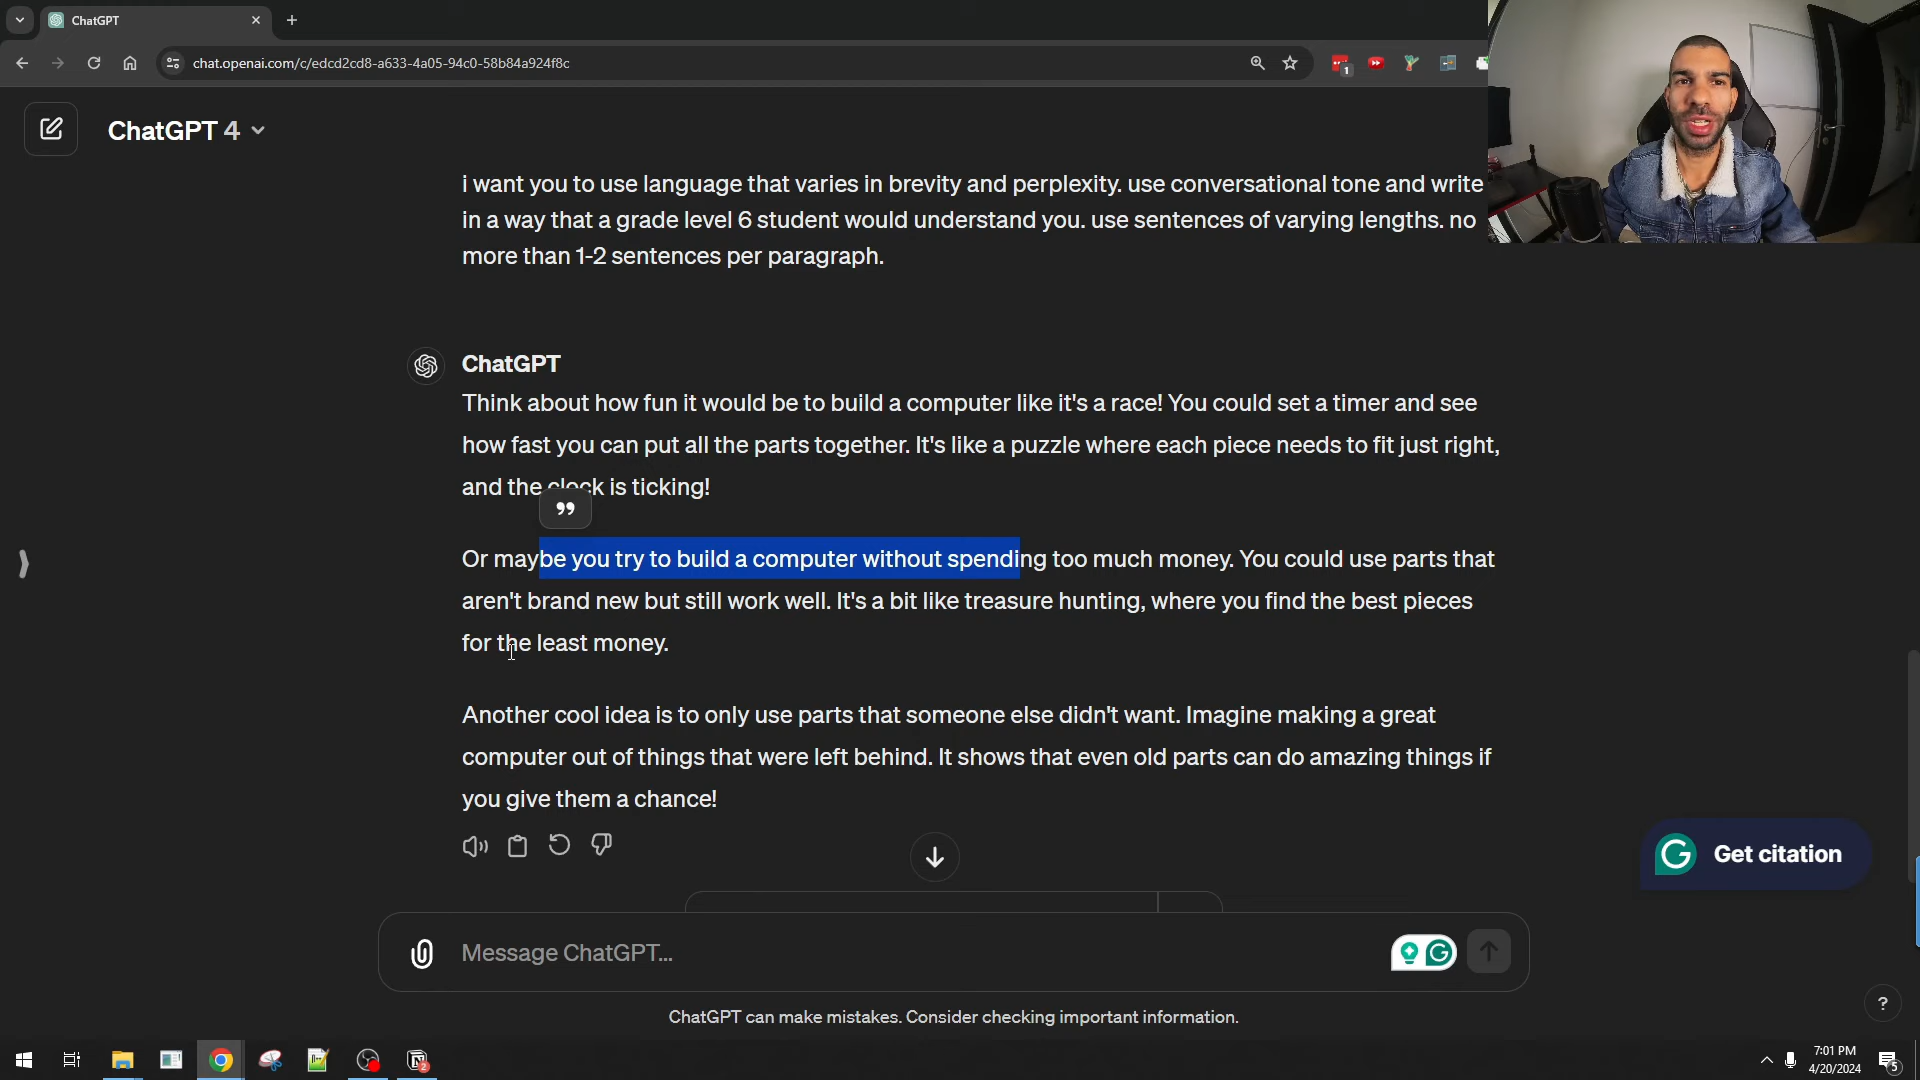 ChatGPT
chat.openai.com/c/edcd2cd8-a633-4a05-94c0-58b84a924f8c
1
ChatGPT 4
i want you to use language that varies in brevity and perplexity. use conversational tone and write
in a way that a grade level 6 student would understand you. use sentences of varying lengths. no
more than 1-2 sentences per paragraph.
ChatGPT
Think about how fun it would be to build a computer like it's a race! You could set a timer and see
how fast you can put all the parts together. It's like a puzzle where each piece needs to fit just right,
and the clock is ticking!
Or maybe you try to build a computer without spending too much money. You could use parts that
aren't brand new but still work well. It's a bit like treasure hunting, where you find the best pieces
for the least money.
Another cool idea is to only use parts that someone else didn't want. Imagine making a great
computer out of things that were left behind. It shows that even old parts can do amazing things if
you give them a chance!
Get citation
Message ChatGPT...
ChatGPT can make mistakes. Consider checking important information.
?
2
7:01 PM
4/20/2024
5